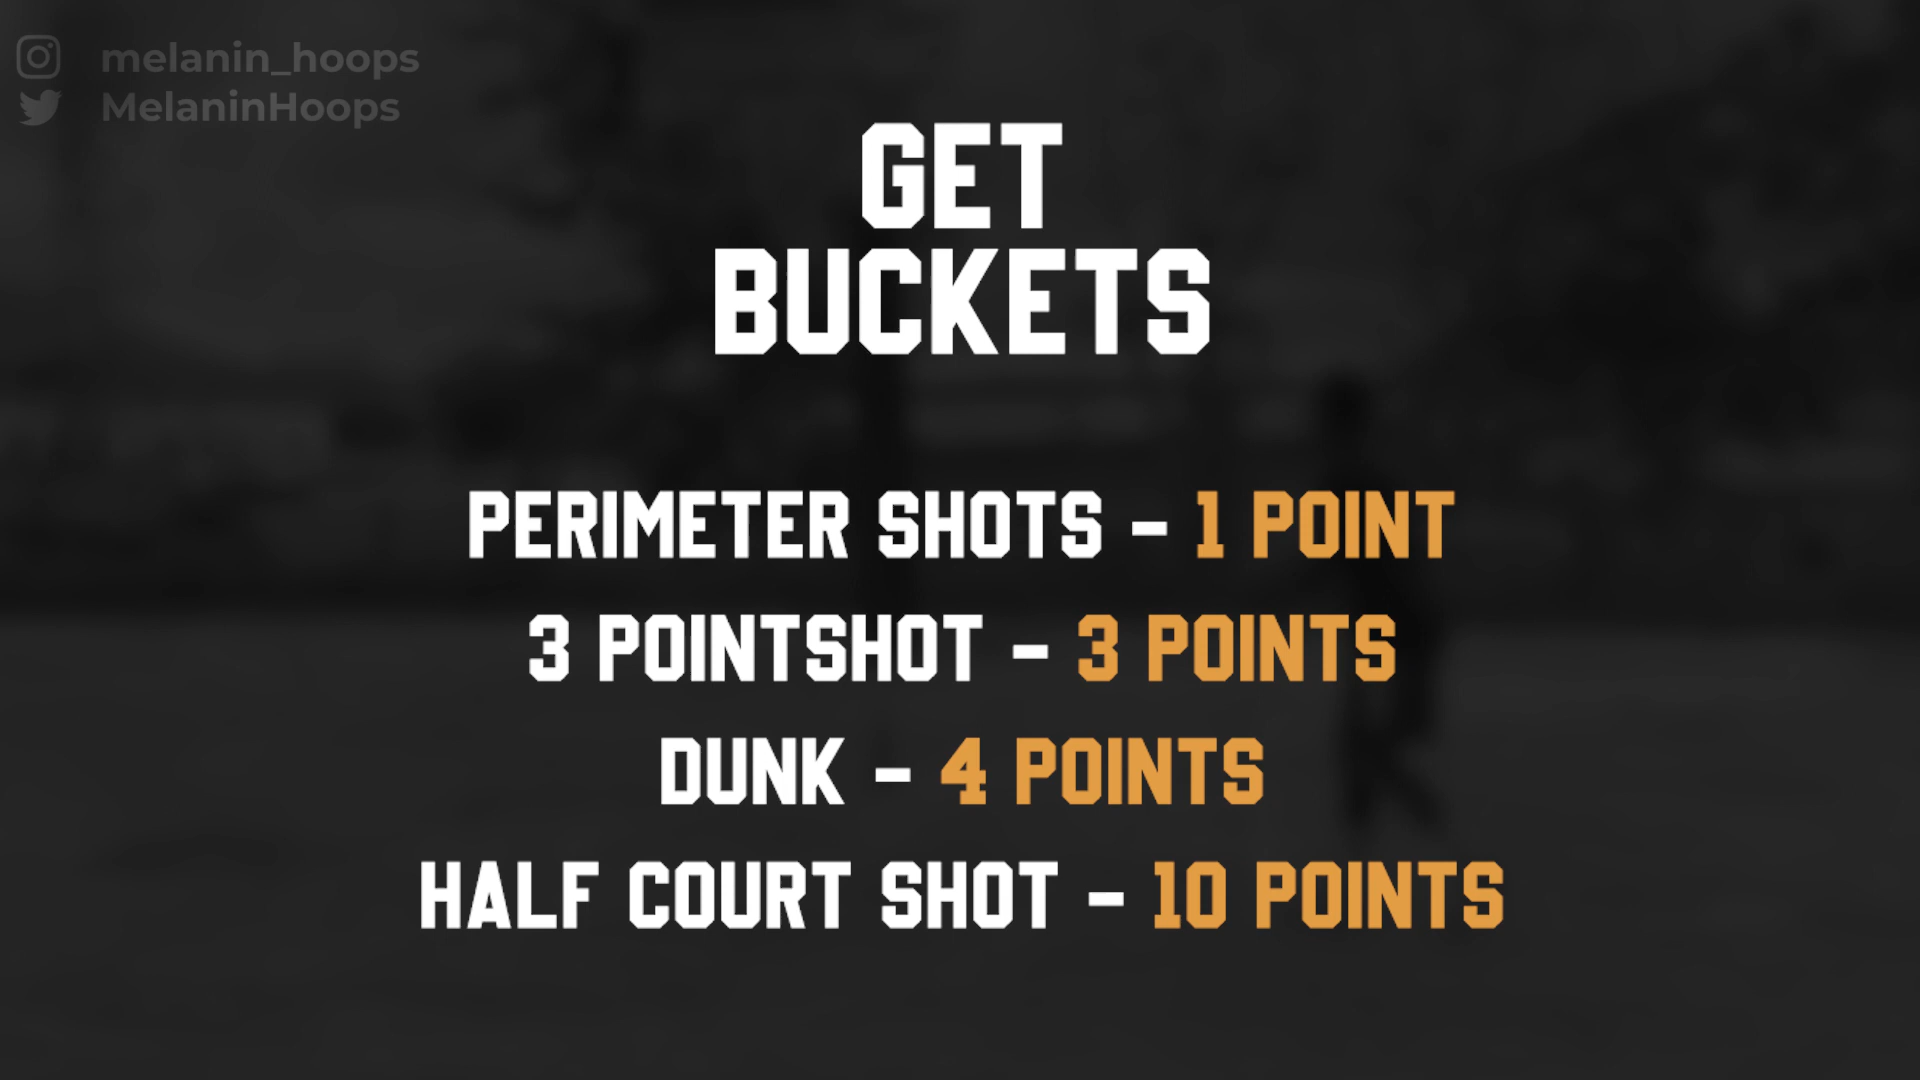 melanin_hoops
MelaninHoops
GET
BUCKETS
PERIMETER SHOTS - 1 POINT
3 POINTSHOT - 3 POINTS
DUNK - 4 POINTS
HALF COURT SHOT - 10 POINTS